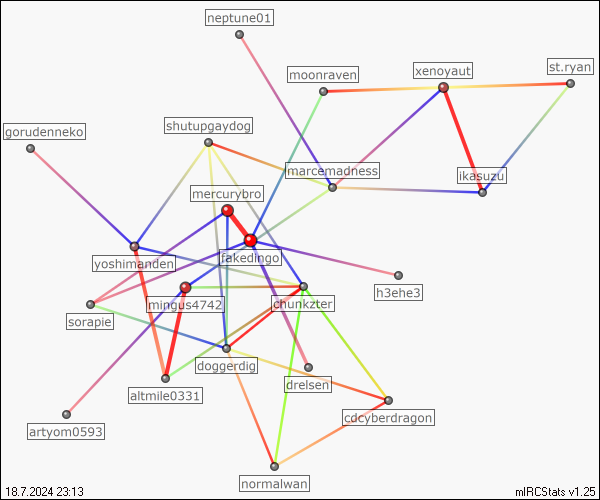 neptune01
xenoyaut
st.ryan
moonraven
shutupgaydog
gorudenneko
marcemadness
ikasuzu
mercurybro
fakedingo
yoshimanden
h3ehe3
mingus4742
chunkzter
sorapie
doggerdig
drelsen
altmile0331
cdcyberdragon
artyom0593
normalwan
18.7.2024 23:13
mIRCStats v1.25